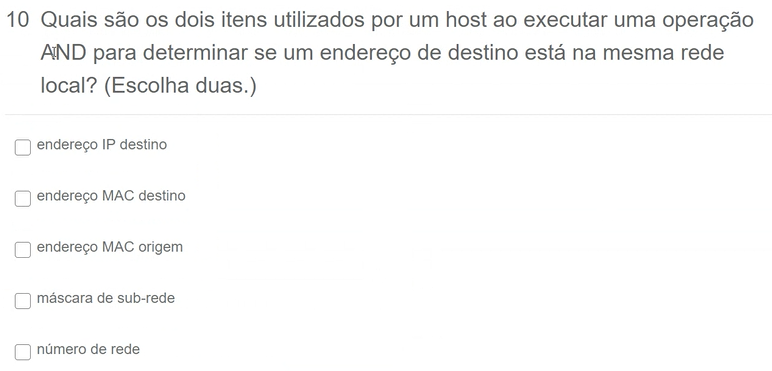 10 Quais são os dois itens utilizados por um host ao executar uma operação
AND para determinar se um endereço de destino está na mesma rede
local? (Escolha duas.)
endereço IP destino
endereço MAC destino
endereço MAC origem
máscara de sub-rede
número de rede